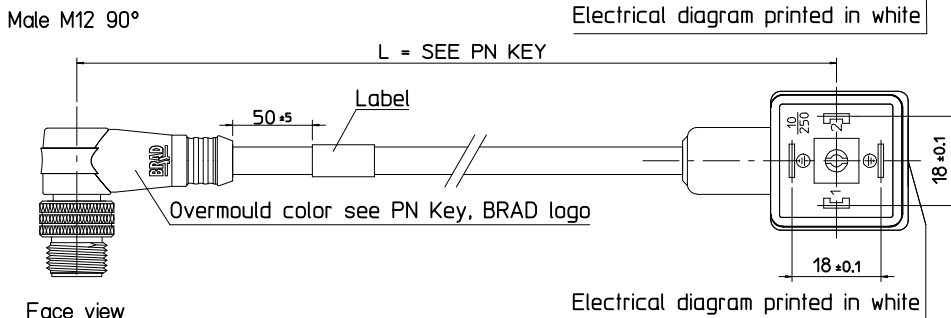 Male M12 90°
Electrical diagram printed in white
L = SEE PN KEY
50 ±5
Label
BRAD
10
250
2
1
18 ±0.1
Overmould color see PN Key, BRAD logo
18 ±0.1
Face view
Electrical diagram printed in white